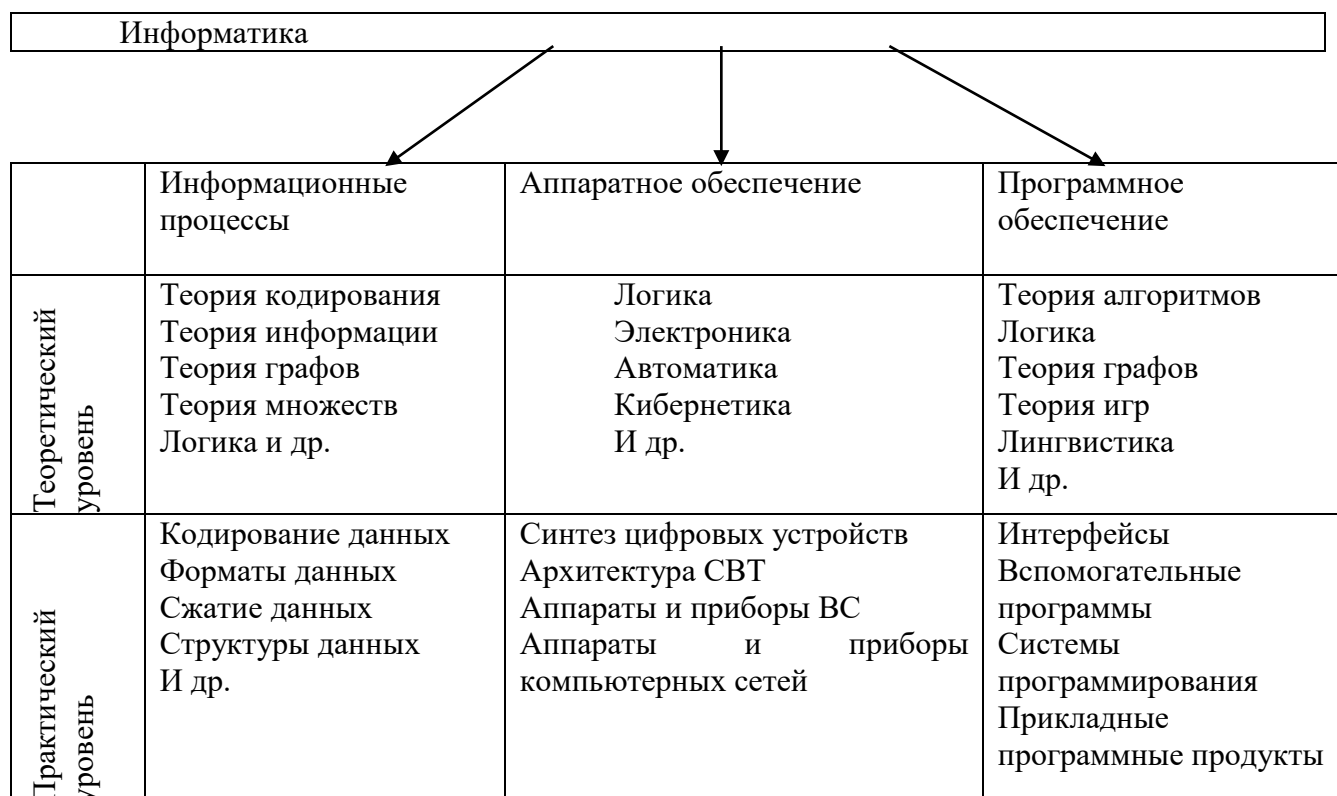 Информатика
Информационные
процессы
Аппаратное обеспечение
Программное
обеспечение
Теоретический
уровень
Теория кодирования
Теория информации
Теория графов
Теория множеств
Логика и др.
Логика
Электроника
Автоматика
Кибернетика
И др.
Теория алгоритмов
Логика
Теория графов
Теория игр
Лингвистика
И др.
Практический
уровень
Кодирование данных
Форматы данных
Сжатие данных
Структуры данных
И др.
Синтез цифровых устройств
Архитектура СВТ
Аппараты и приборы ВС
Аппараты и приборы
компьютерных сетей
Интерфейсы
Вспомогательные
программы
Системы
программирования
Прикладные
программные продукты